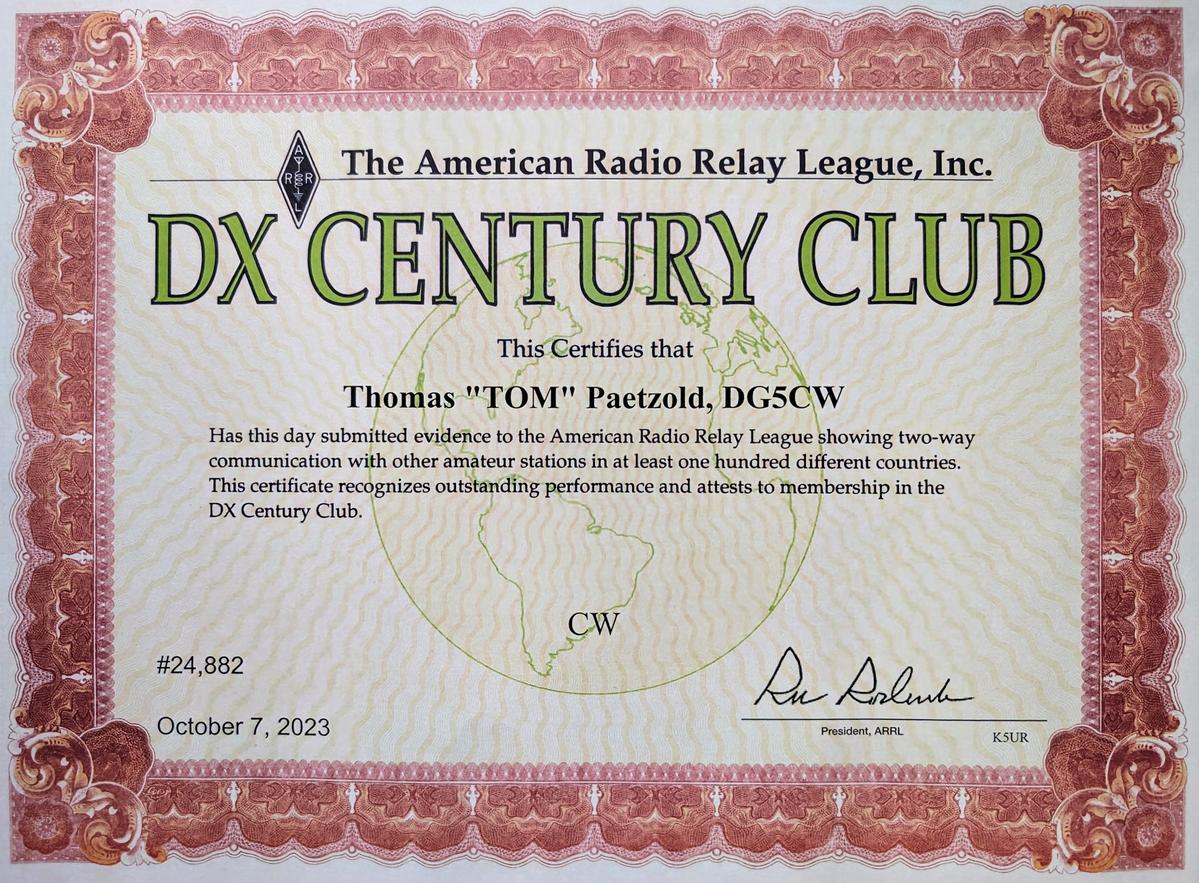 The American Radio Relay League, Inc.
A
R R
L
DX CENTURY CLUB
This Certifies that
Thomas "TOM" Paetzold, DG5CW
Has this day submitted evidence to the American Radio Relay League showing two-way
communication with other amateur stations in at least one hundred different countries.
This certificate recognizes outstanding performance and attests to membership in the
DX Century Club.
CW
#24,882
October 7, 2023
President, ARRL
K5UR